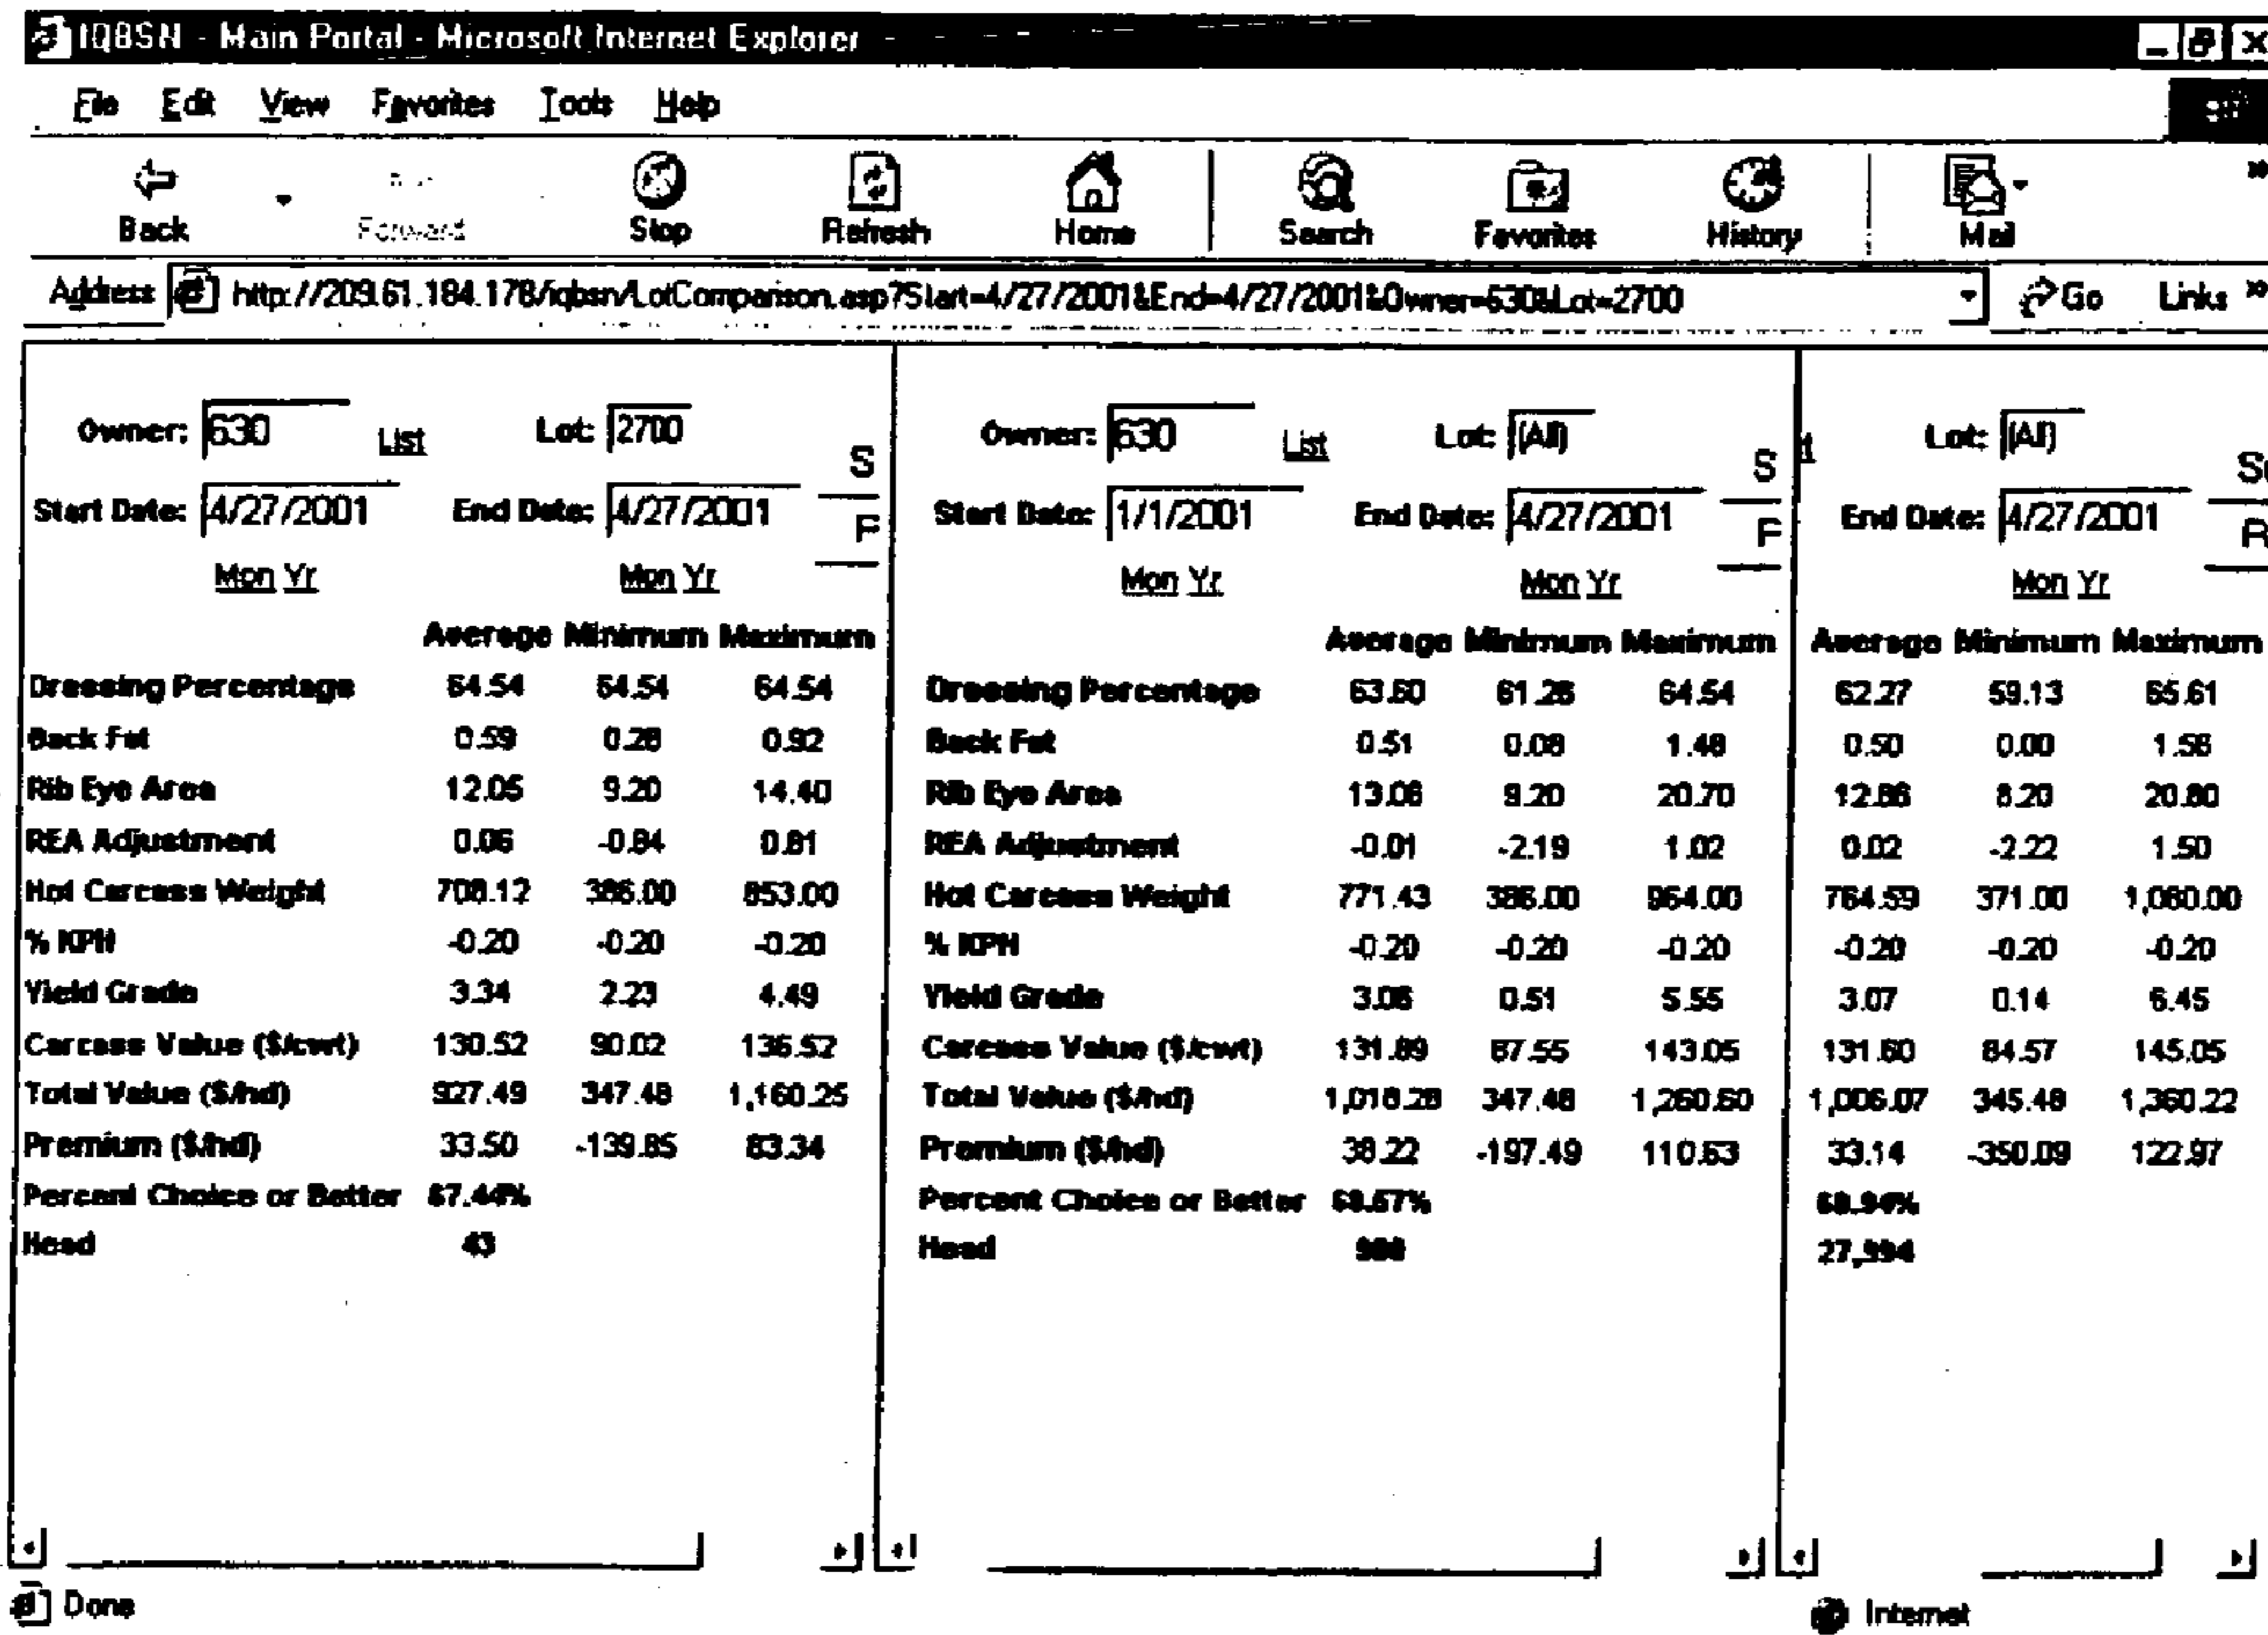 IQBSN - Main Portal - Microsoft Internet Explorer
File Edit View Favorites Tools Help
Back Forward Stop Refresh Home Search Favorites History Mail »
Address http://209.61.184.178/iqbsn/LotComparison.asp?Start=4/27/2001&End=4/27/2001&Owner=630&Lot=2700 Go Links »
Owner: 630 List Lot: 2700 S Owner: 630 List Lot: (All) S Lot: (All)
Start Date: 4/27/2001 End Date: 4/27/2001 F Start Date: 1/1/2001 End Date: 4/27/2001 F End Date: 4/27/2001 R
Mon Yr Mon Yr Mon Yr Mon Yr Mon Yr
Average Minimum Maximum Average Minimum Maximum Average Minimum Maximum
Dressing Percentage 64.54 64.54 64.54 Dressing Percentage 63.60 64.54 62.27 59.13 65.61
Back Fat 0.59 0.28 0.92 Back Fat 0.51 0.08 1.48 0.50 0.00
Rib Eye Area 12.05 9.20 14.40 Rib Eye Area 13.08 9.20 20.70 8.20 20.80
REA Adjustment 0.06 -0.84 0.81 REA Adjustment -0.01 -2.19 1.02 0.02 -2.22 1.50
Hot Carcass Weight 708.12 386.00 853.00 Hot Carcass Weight 771.43 386.00 964.00 764.59 371.00
% KPH -0.20 -0.20 -0.20 % KPH -0.20 -0.20 -0.20 -0.20 -0.20 -0.20
Yield Grade 3.34 2.23 4.49 Yield Grade 0.51 5.55 3.07 0.14 6.45
Carcass Value ($/cwt) 130.52 90.02 136.52 Carcass Value ($/cwt) 131.89 87.55 143.05 131.60 84.57 145.05
Total Value ($/hd) 927.49 347.48 1,160.25 Total Value ($/hd) 347.48 1,260.60 1,006.07 345.48 1,360.22
Premium ($/hd) 33.50 -139.85 83.34 Premium ($/hd) 38.22 -197.49 110.63 33.14 -350.09 122.97
Percent Choice or Better 67.44% Percent Choice or Better
Head 43 Head 27,994
Done Internet